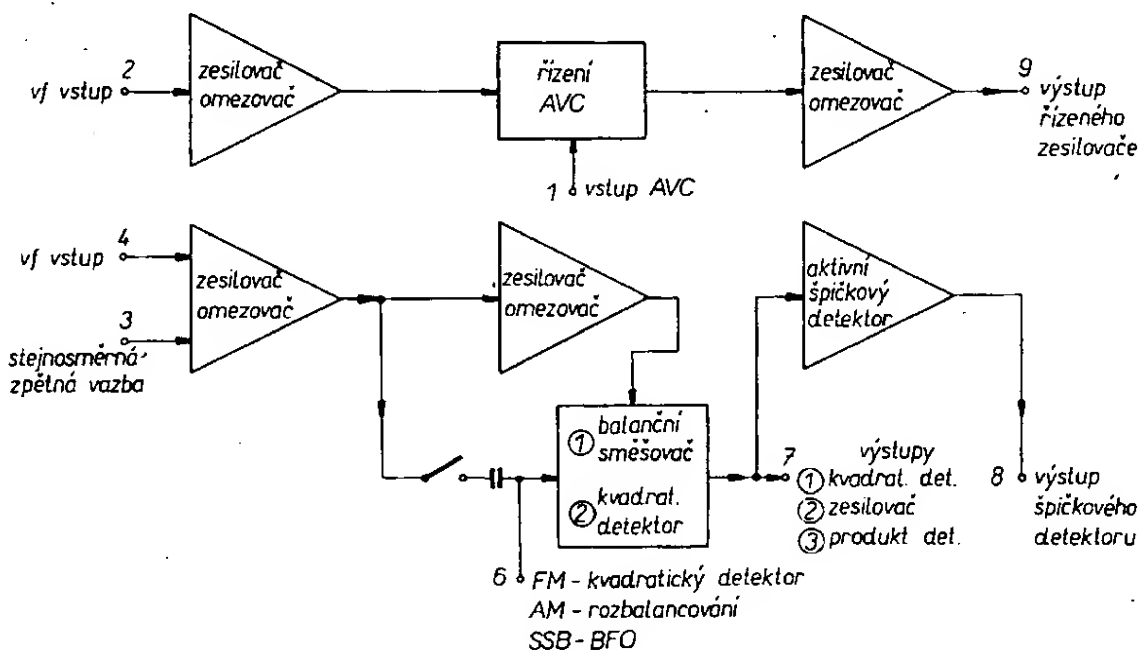 2
vf vstup
zesilovač
omezovač
řízení
AVC
zesilovač
omezovač
9
výstup
řízeného
zesilovače
1
vstup AVC
4
vf vstup
3
stejnosměrná
zpětná vazba
zesilovač
omezovač
zesilovač
omezovač
aktivní
špičkový
detektor
① balanční
směšovač
② kvadrat.
detektor
7
výstupy
① kvadrat. det.
② zesilovač
③ produkt det.
8
výstup
špičkového
detektoru
6
FM - kvadratický detektor
AM - rozbalancování
SSB - BFO